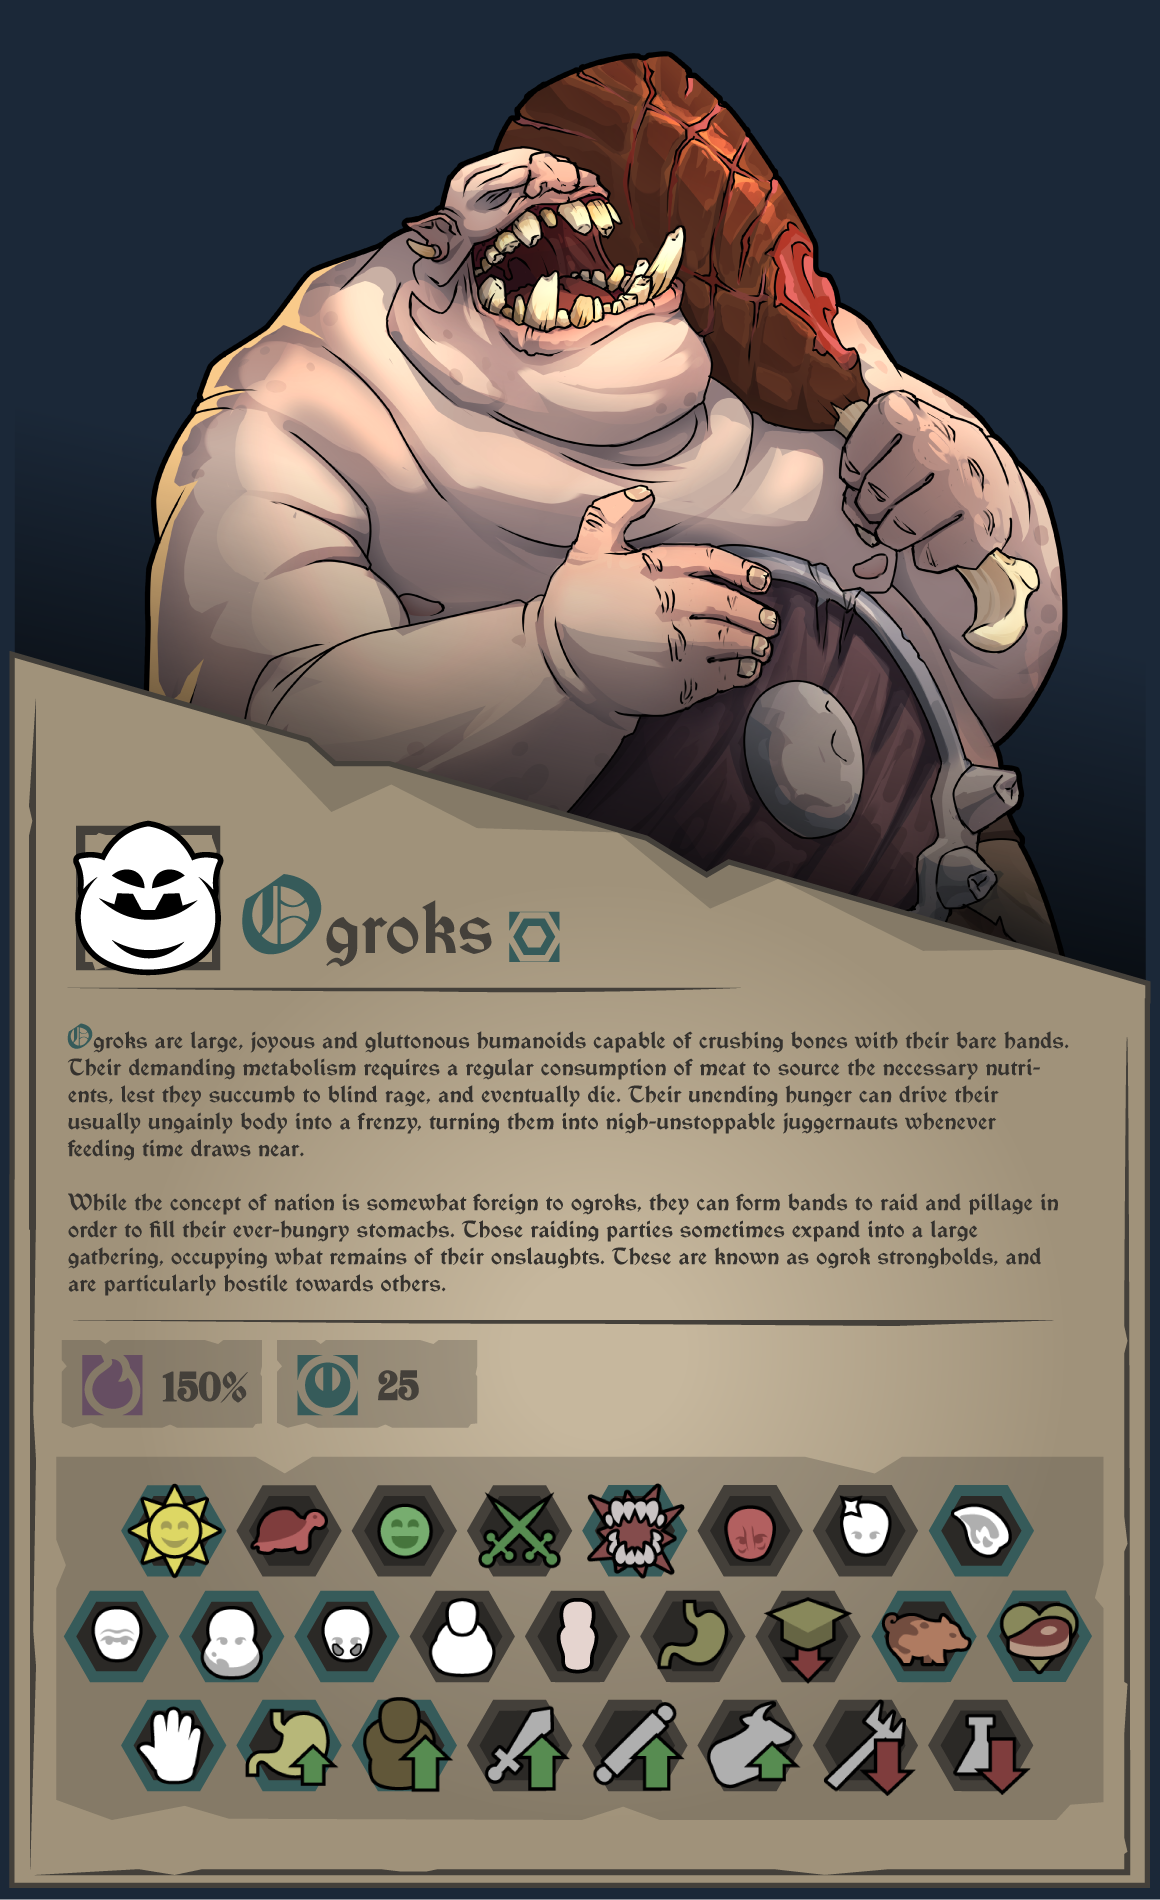 Ogroks
Ogroks are large, joyous and gluttonous humanoids capable of crushing bones with their bare hands.
Their demanding metabolism requires a regular consumption of meat to source the necessary nutri-
ents, lest they succumb to blind rage, and eventually die. Their unending hunger can drive their
usually ungainly body into a frenzy, turning them into nigh-unstoppable juggernauts whenever
feeding time draws near.
While the concept of nation is somewhat foreign to ogroks, they can form bands to raid and pillage in
order to fill their ever-hungry stomachs. Those raiding parties sometimes expand into a large
gathering, occupying what remains of their onslaughts. These are known as ogrok strongholds, and
are particularly hostile towards others.
150%
25